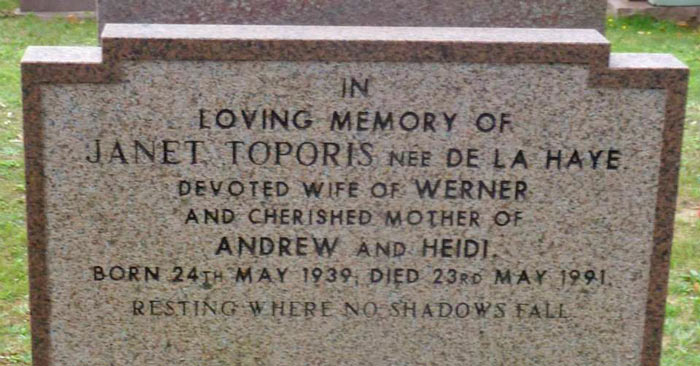 IN
LOVING MEMORY OF
JANET TOPORIS NEE DE LA HAYE.
DEVOTED WIFE OF WERNER
AND CHERISHED MOTHER OF
ANDREW AND HEIDI.
BORN 24TH MAY 1939, DIED 23RD MAY 1991.
RESTING WHERE NO SHADOWS FALL